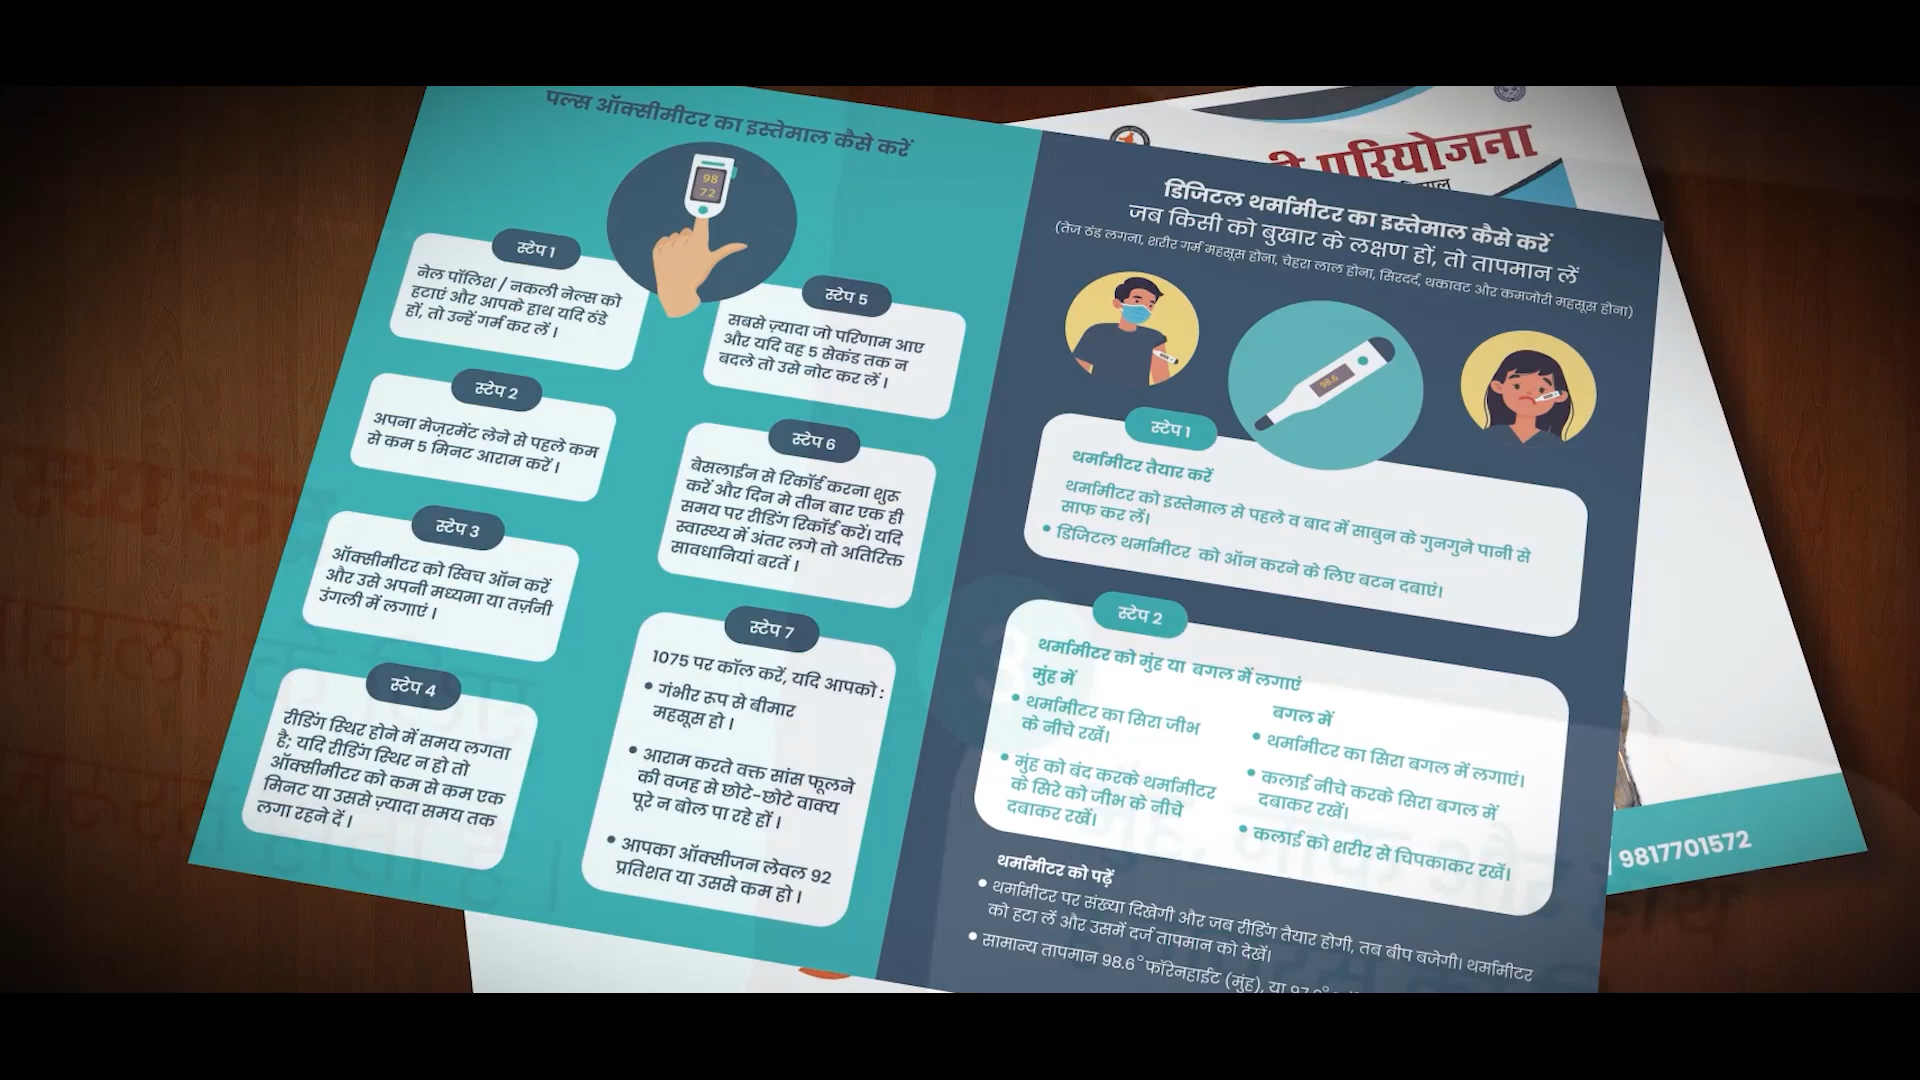 पल्स ऑक्सीमीटर का इस्तेमाल कैसे करें
98
72
स्टेप 1
नेल पॉलिश / नकली नेल्स को
हटाएं और आपके हाथ यदि ठंडे
हों, तो उन्हें गर्म कर लें।
स्टेप 2
अपना मेज़रमेंट लेने से पहले कम
से कम 5 मिनट आराम करें।
स्टेप 3
ऑक्सीमीटर को स्विच ऑन करें
और उसे अपनी मध्यमा या तर्ज़नी
उंगली में लगाएं।
स्टेप 4
रीडिंग स्थिर होने में समय लगता
है; यदि रीडिंग स्थिर न हो तो
ऑक्सीमीटर को कम से कम एक
मिनट या उससे ज़्यादा समय तक
लगा रहने दें।
स्टेप 5
सबसे ज़्यादा जो परिणाम आए
और यदि वह 5 सेकंड तक न
बदले तो उसे नोट कर लें।
स्टेप 6
बेसलाईन से रिकॉर्ड करना शुरू
करें और दिन मे तीन बार एक ही
समय पर रीडिंग रिकॉर्ड करें। यदि
स्वास्थ्य में अंतर लगे तो अतिरिक्त
सावधानियां बरतें।
स्टेप 7
1075 पर कॉल करें, यदि आपको :
• गंभीर रूप से बीमार
महसूस हो।
• आराम करते वक्त सांस फूलने
की वजह से छोटे-छोटे वाक्य
पूरे न बोल पा रहे हों।
• आपका ऑक्सीजन लेवल 92
प्रतिशत या उससे कम हो।
परियोजना
डिजिटल थर्मामीटर का इस्तेमाल कैसे करें
जब किसी को बुखार के लक्षण हों, तो तापमान लें
(तेज ठंड लगना, शरीर गर्म महसूस होना, चेहरा लाल होना, सिरदर्द, थकावट और कमजोरी महसूस होना)
98.6
स्टेप 1
थर्मामीटर तैयार करें
थर्मामीटर को इस्तेमाल से पहले व बाद में साबुन के गुनगुने पानी से
साफ कर लें।
• डिजिटल थर्मामीटर को ऑन करने के लिए बटन दबाएं।
स्टेप 2
थर्मामीटर को मुंह या बगल में लगाएं
मुंह में
• थर्मामीटर का सिरा जीभ
के नीचे रखें।
• मुंह को बंद करके थर्मामीटर
के सिरे को जीभ के नीचे
दबाकर रखें।
बगल में
• थर्मामीटर का सिरा बगल में लगाएं।
• कलाई नीचे करके सिरा बगल में
दबाकर रखें।
• कलाई को शरीर से चिपकाकर रखें।
थर्मामीटर को पढ़ें
• थर्मामीटर पर संख्या दिखेगी और जब रीडिंग तैयार होगी, तब बीप बजेगी। थर्मामीटर
को हटा लें और उसमें दर्ज तापमान को देखें।
• सामान्य तापमान 98.6° फॉरेनहाईट (मुंह), या
9817701572